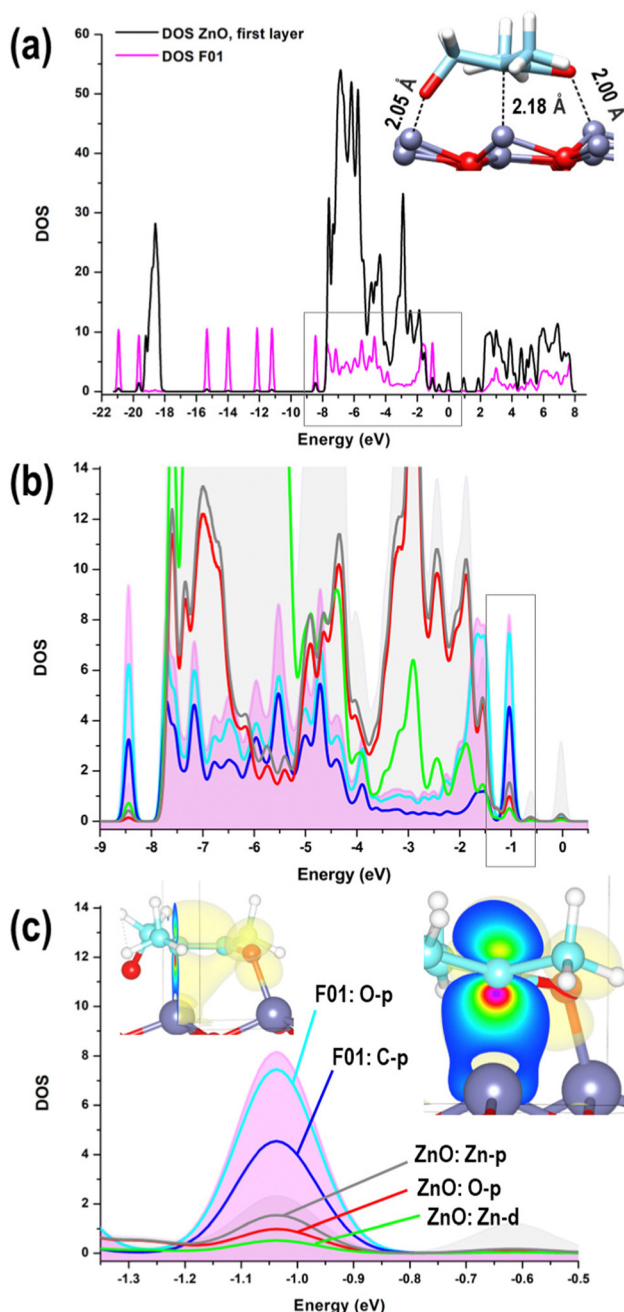 (a)
DOS ZnO, first layer
DOS F01
2.05 Å
2.18 Å
2.00 Å
DOS
60
50
40
30
20
10
0
-22 -20 -18 -16 -14 -12 -10 -8 -6 -4 -2 0 2 4 6 8
Energy (eV)
(b)
DOS
14
12
10
8
6
4
2
0
-9 -8 -7 -6 -5 -4 -3 -2 -1 0
Energy (eV)
(c)
DOS
14
12
10
8
6
4
2
0
F01: O-p
F01: C-p
ZnO: Zn-p
ZnO: O-p
ZnO: Zn-d
-1.3 -1.2 -1.1 -1.0 -0.9 -0.8 -0.7 -0.6 -0.5
Energy (eV)